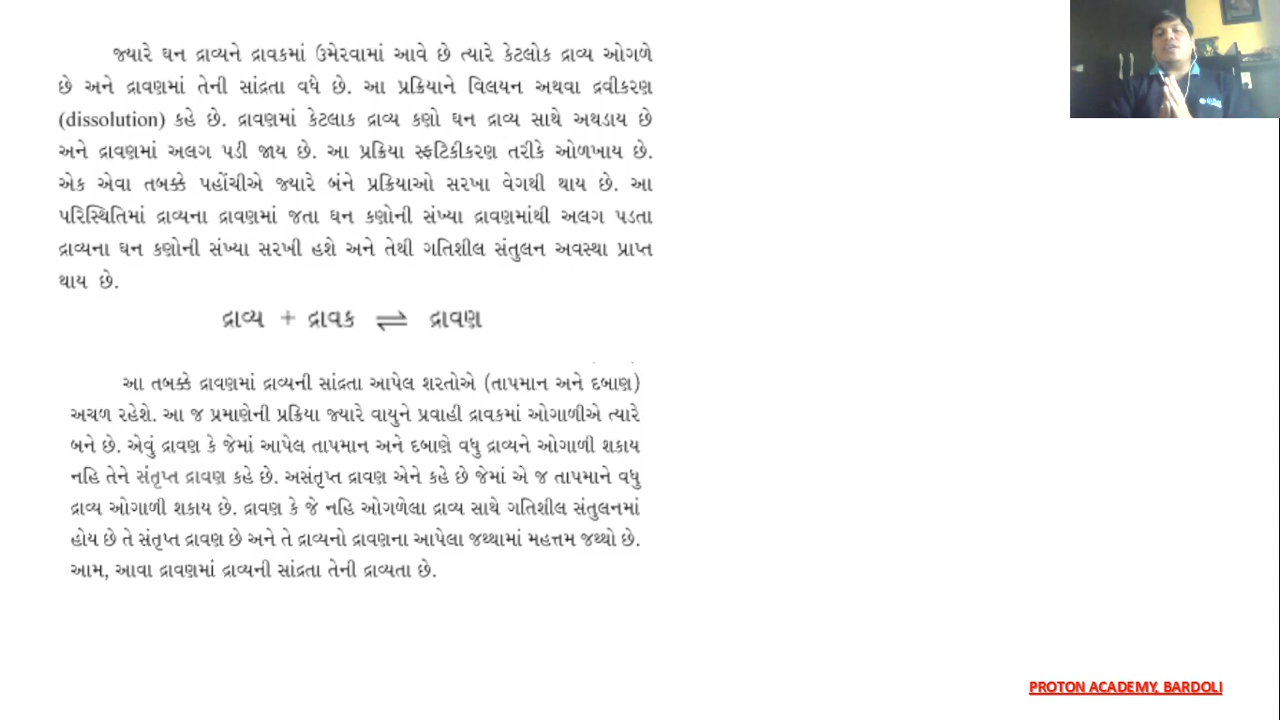 જ્યારે ઘન દ્રાવ્યને દ્રાવકમાં ઉમેરવામાં આવે છે ત્યારે કેટલોક દ્રાવ્ય ઓગળે
છે અને દ્રાવણમાં તેની સાંદ્રતા વધે છે. આ પ્રક્રિયાને વિલયન અથવા દ્રવીકરણ
(dissolution) કહે છે. દ્રાવણમાં કેટલાક દ્રાવ્ય કણો ઘન દ્રાવ્ય સાથે અથડાય છે
અને દ્રાવણમાં અલગ પડી જાય છે. આ પ્રક્રિયા સ્ફટિકીકરણ તરીકે ઓળખાય છે.
એક એવા તબક્કે પહોંચીએ જ્યારે બંને પ્રક્રિયાઓ સરખા વેગથી થાય છે. આ
પરિસ્થિતિમાં દ્રાવ્યના દ્રાવણમાં જતા ઘન કણોની સંખ્યા દ્રાવણમાંથી અલગ પડતા
દ્રાવ્યના ઘન કણોની સંખ્યા સરખી હશે અને તેથી ગતિશીલ સંતુલન અવસ્થા પ્રાપ્ત
થાય છે.
દ્રાવ્ય + દ્રાવક ⇌ દ્રાવણ
આ તબક્કે દ્રાવણમાં દ્રાવ્યની સાંદ્રતા આપેલ શરતોએ (તાપમાન અને દબાણ)
અચળ રહેશે. આ જ પ્રમાણેની પ્રક્રિયા જ્યારે વાયુને પ્રવાહી દ્રાવકમાં ઓગાળીએ ત્યારે
બને છે. એવું દ્રાવણ કે જેમાં આપેલ તાપમાન અને દબાણે વધુ દ્રાવ્યને ઓગાળી શકાય
નહિ તેને સંતૃપ્ત દ્રાવણ કહે છે. અસંતૃપ્ત દ્રાવણ એને કહે છે જેમાં એ જ તાપમાને વધુ
દ્રાવ્ય ઓગાળી શકાય છે. દ્રાવણ કે જે નહિ ઓગળેલા દ્રાવ્ય સાથે ગતિશીલ સંતુલનમાં
હોય છે તે સંતૃપ્ત દ્રાવણ છે અને તે દ્રાવ્યનો દ્રાવણના આપેલા જથ્થામાં મહત્તમ જથ્થો છે.
આમ, આવા દ્રાવણમાં દ્રાવ્યની સાંદ્રતા તેની દ્રાવ્યતા છે.
PROTON ACADEMY, BARDOLI